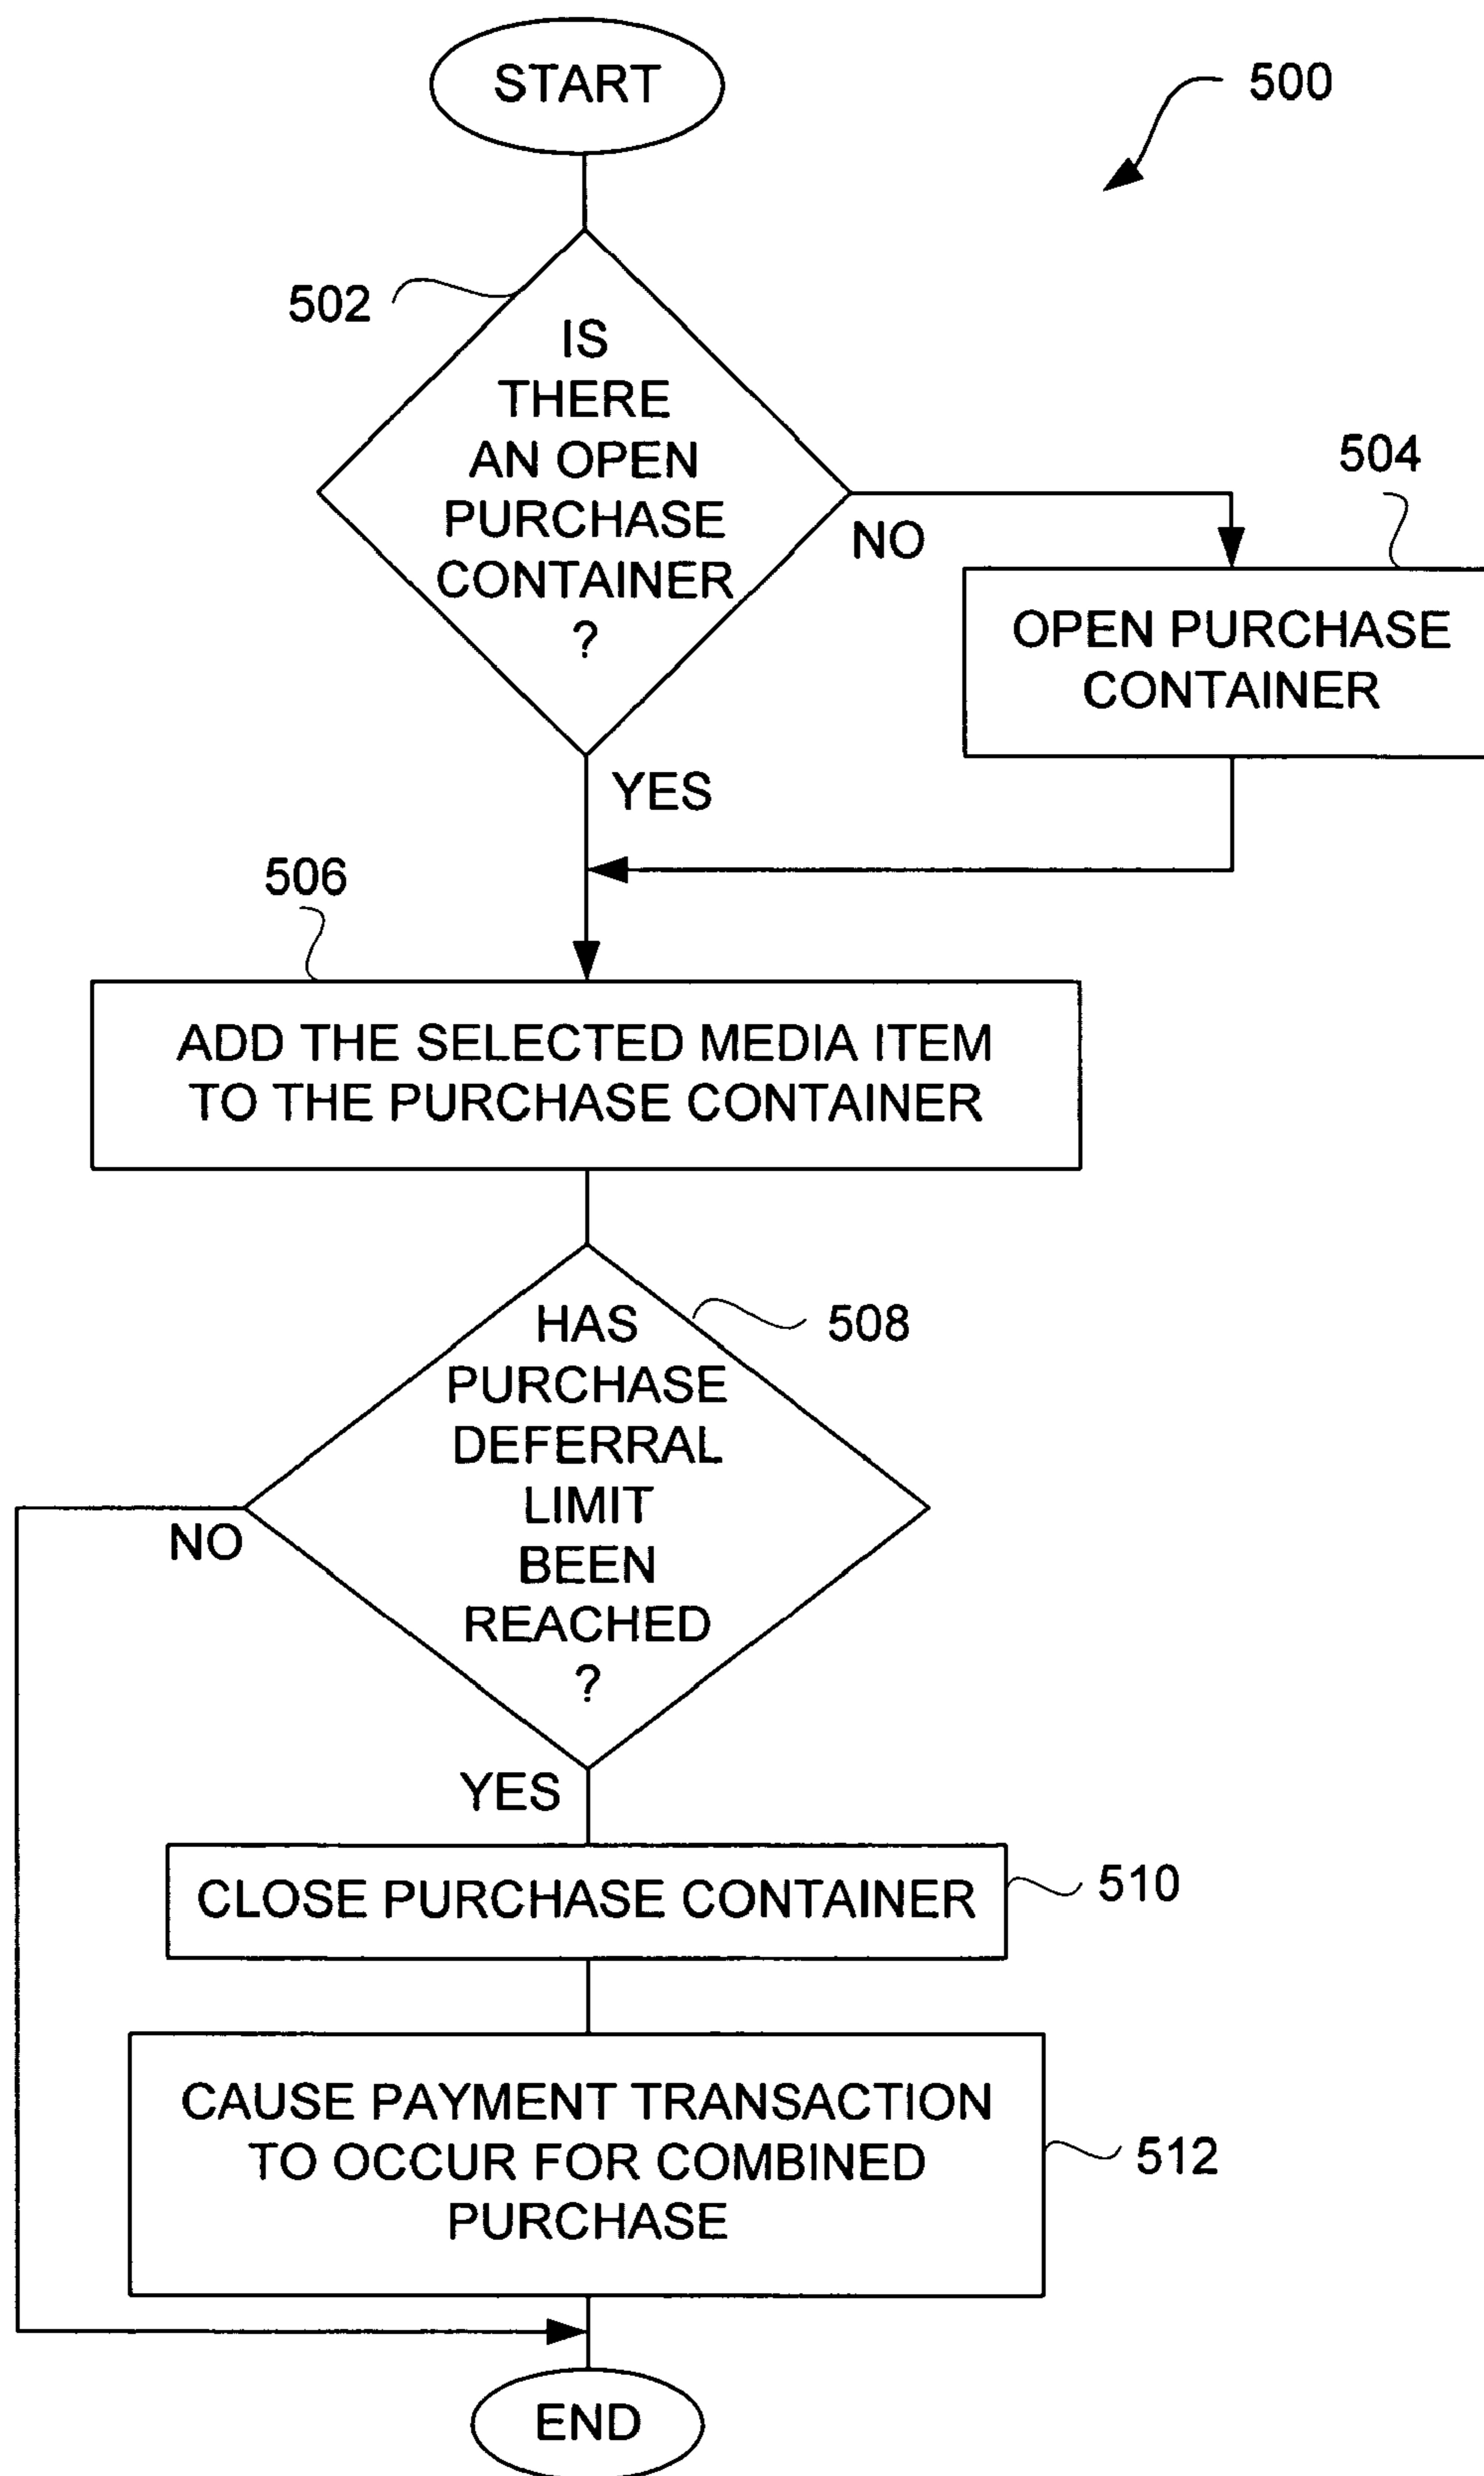 START
500
502
IS
THERE
AN OPEN
PURCHASE
CONTAINER
?
NO
504
OPEN PURCHASE
CONTAINER
YES
506
ADD THE SELECTED MEDIA ITEM
TO THE PURCHASE CONTAINER
508
HAS
PURCHASE
DEFERRAL
LIMIT
BEEN
REACHED
?
NO
YES
CLOSE PURCHASE CONTAINER
510
CAUSE PAYMENT TRANSACTION
TO OCCUR FOR COMBINED
PURCHASE
512
END